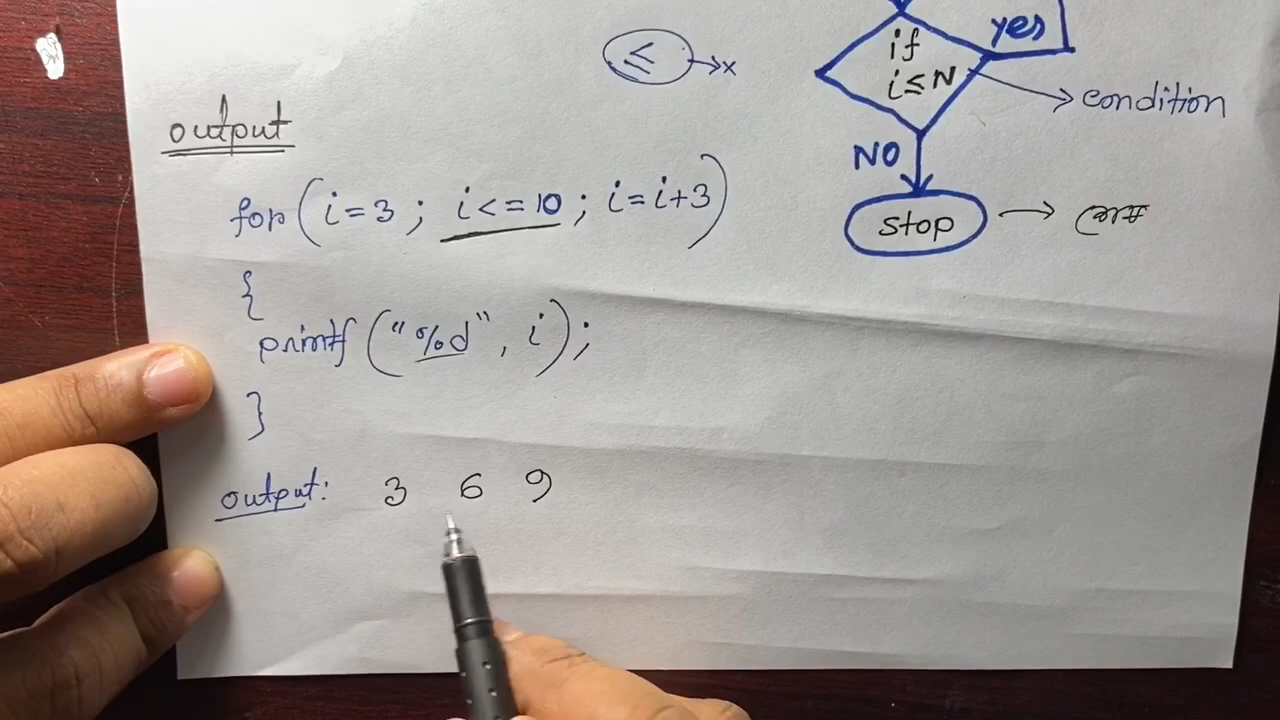 ≤ → x
yes
if
i ≤ N
condition
NO
stop
output
for (i=3 ; i<=10 ; i=i+3)
{
printf ("%d", i);
}
output: 3 6 9